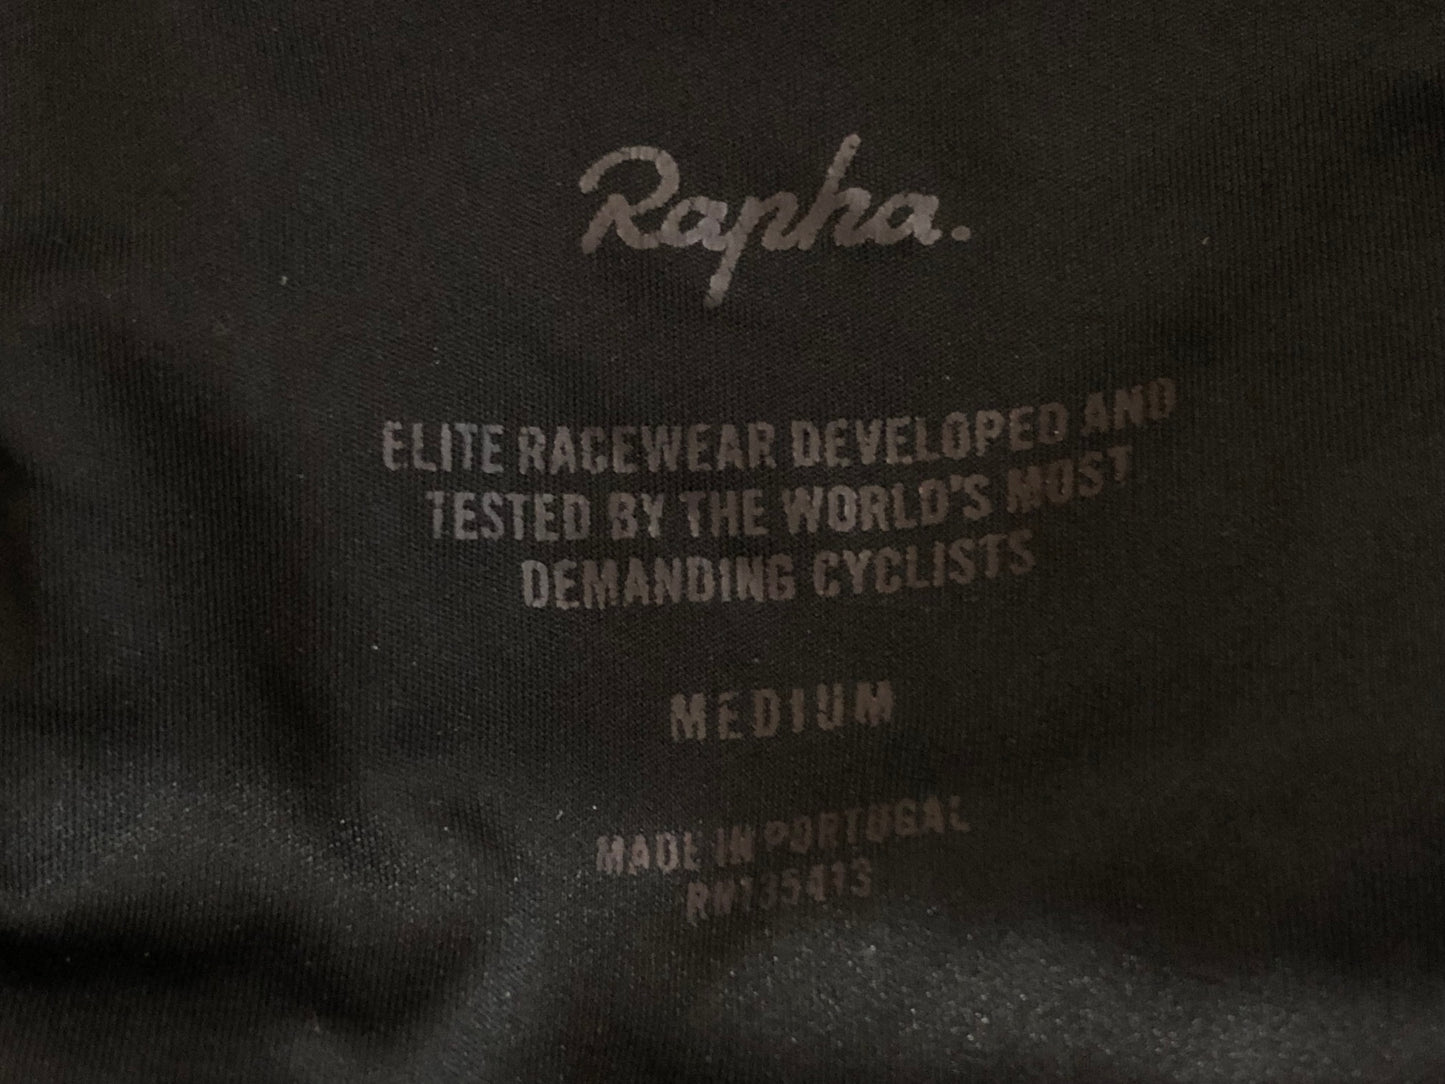 Rapha.
ELITE RACEWEAR DEVELOPED AND
TESTED BY THE WORLD'S MOST
DEMANDING CYCLISTS
MEDIUM
MADE IN PORTUGAL